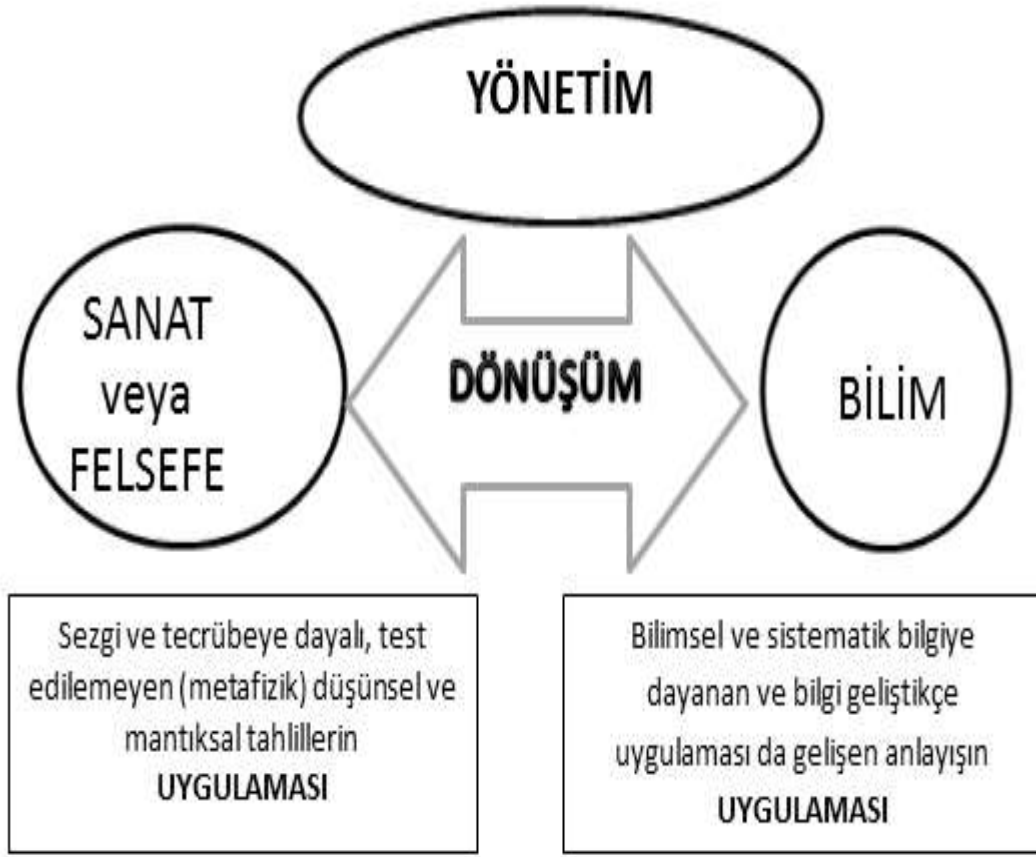 YÖNETİM
SANAT
veya
FELSEFE
DÖNÜŞÜM
BİLİM
Sezgi ve tecrübeye dayalı, test
edilemeyen (metafizik) düşünsel ve
mantıksal tahlillerin
UYGULAMASI
Bilimsel ve sistematik bilgiye
dayanan ve bilgi geliştikçe
uygulaması da gelişen anlayışın
UYGULAMASI